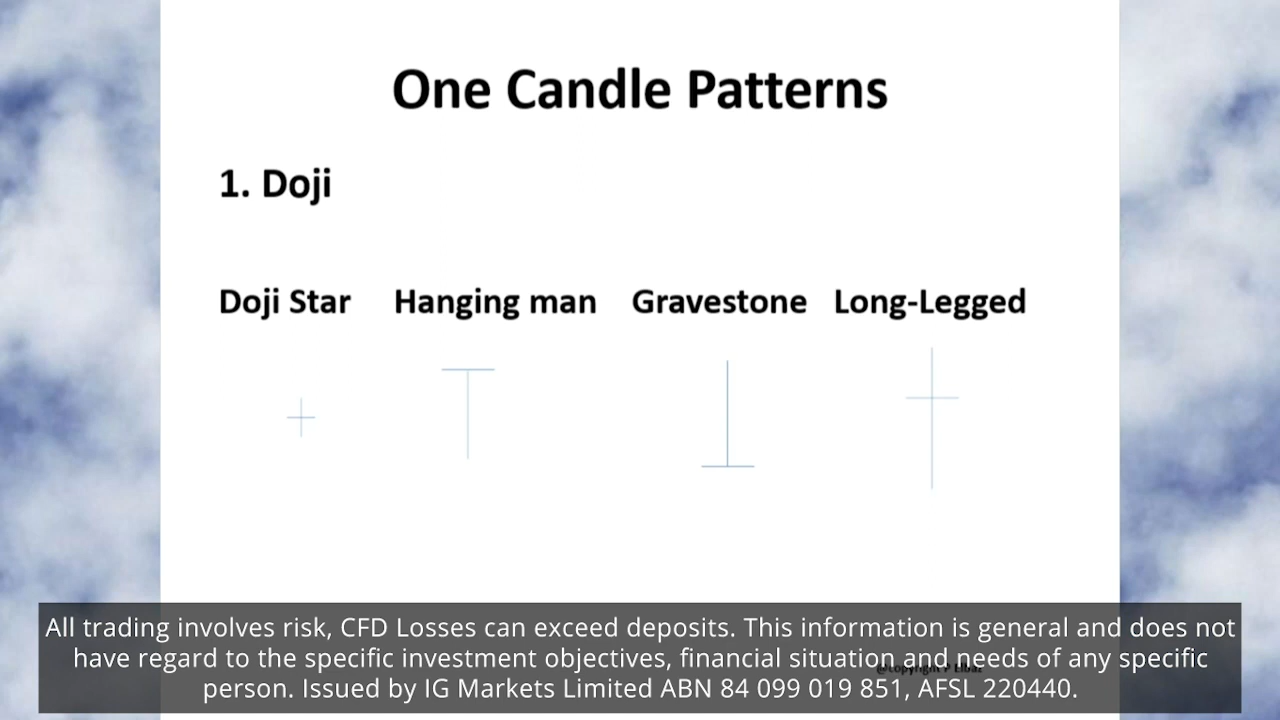 One Candle Patterns
1. Doji
Doji Star Hanging man Gravestone Long-Legged
All trading involves risk, CFD Losses can exceed deposits. This information is general and does not
have regard to the specific investment objectives, financial situation and needs of any specific
person. Issued by IG Markets Limited ABN 84 099 019 851, AFSL 220440.